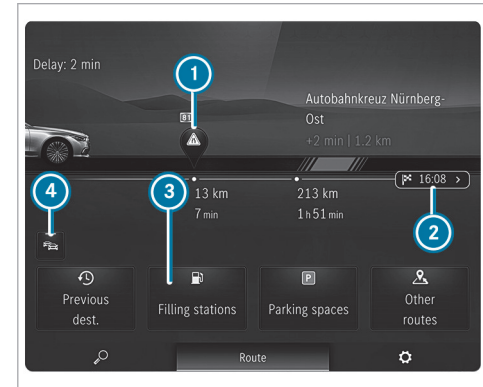 Delay: 2 min
1
Autobahnkreuz Nürnberg-
Ost
+2 min | 1.2 km
4
3
13 km
213 km
16:08
7 min
1 h 51 min
2
P
Previous
dest.
Filling stations
Parking spaces
Other
routes
Route